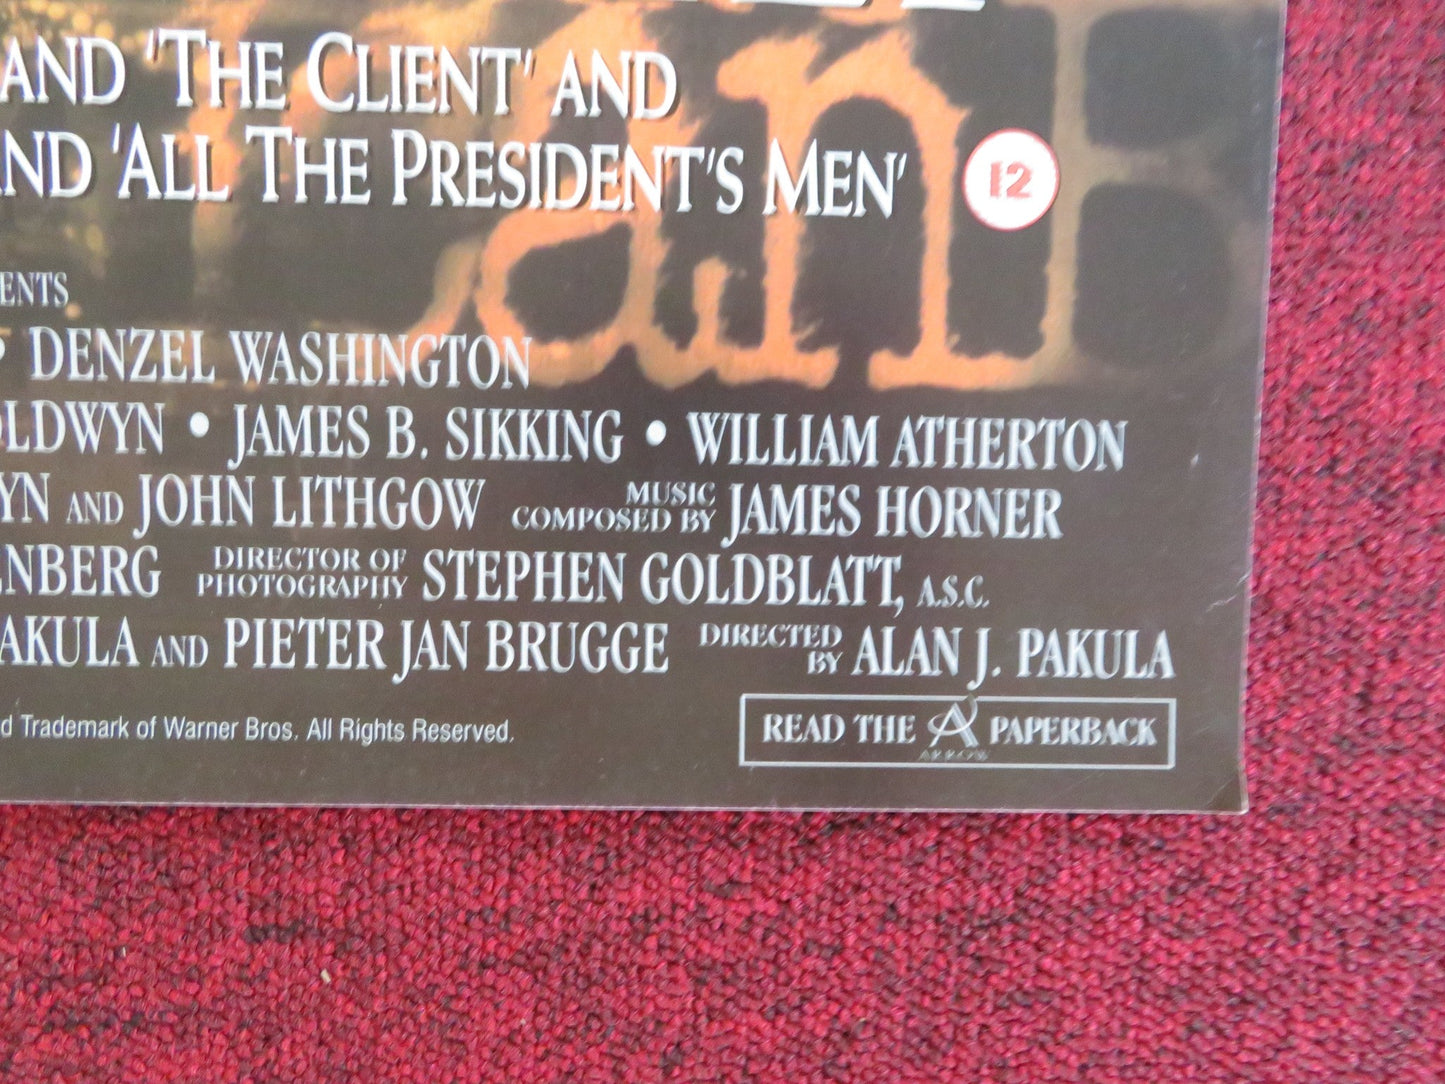 AND 'THE CLIENT' AND
AND 'ALL THE PRESIDENT'S MEN'
12
ENTS
• DENZEL WASHINGTON
OLDWYN • JAMES B. SIKKING • WILLIAM ATHERTON
YN AND JOHN LITHGOW MUSIC COMPOSED BY JAMES HORNER
ENBERG DIRECTOR OF PHOTOGRAPHY STEPHEN GOLDBLATT, A.S.C.
AKULA AND PIETER JAN BRUGGE DIRECTED BY ALAN J. PAKULA
d Trademark of Warner Bros. All Rights Reserved.
READ THE ARROW PAPERBACK